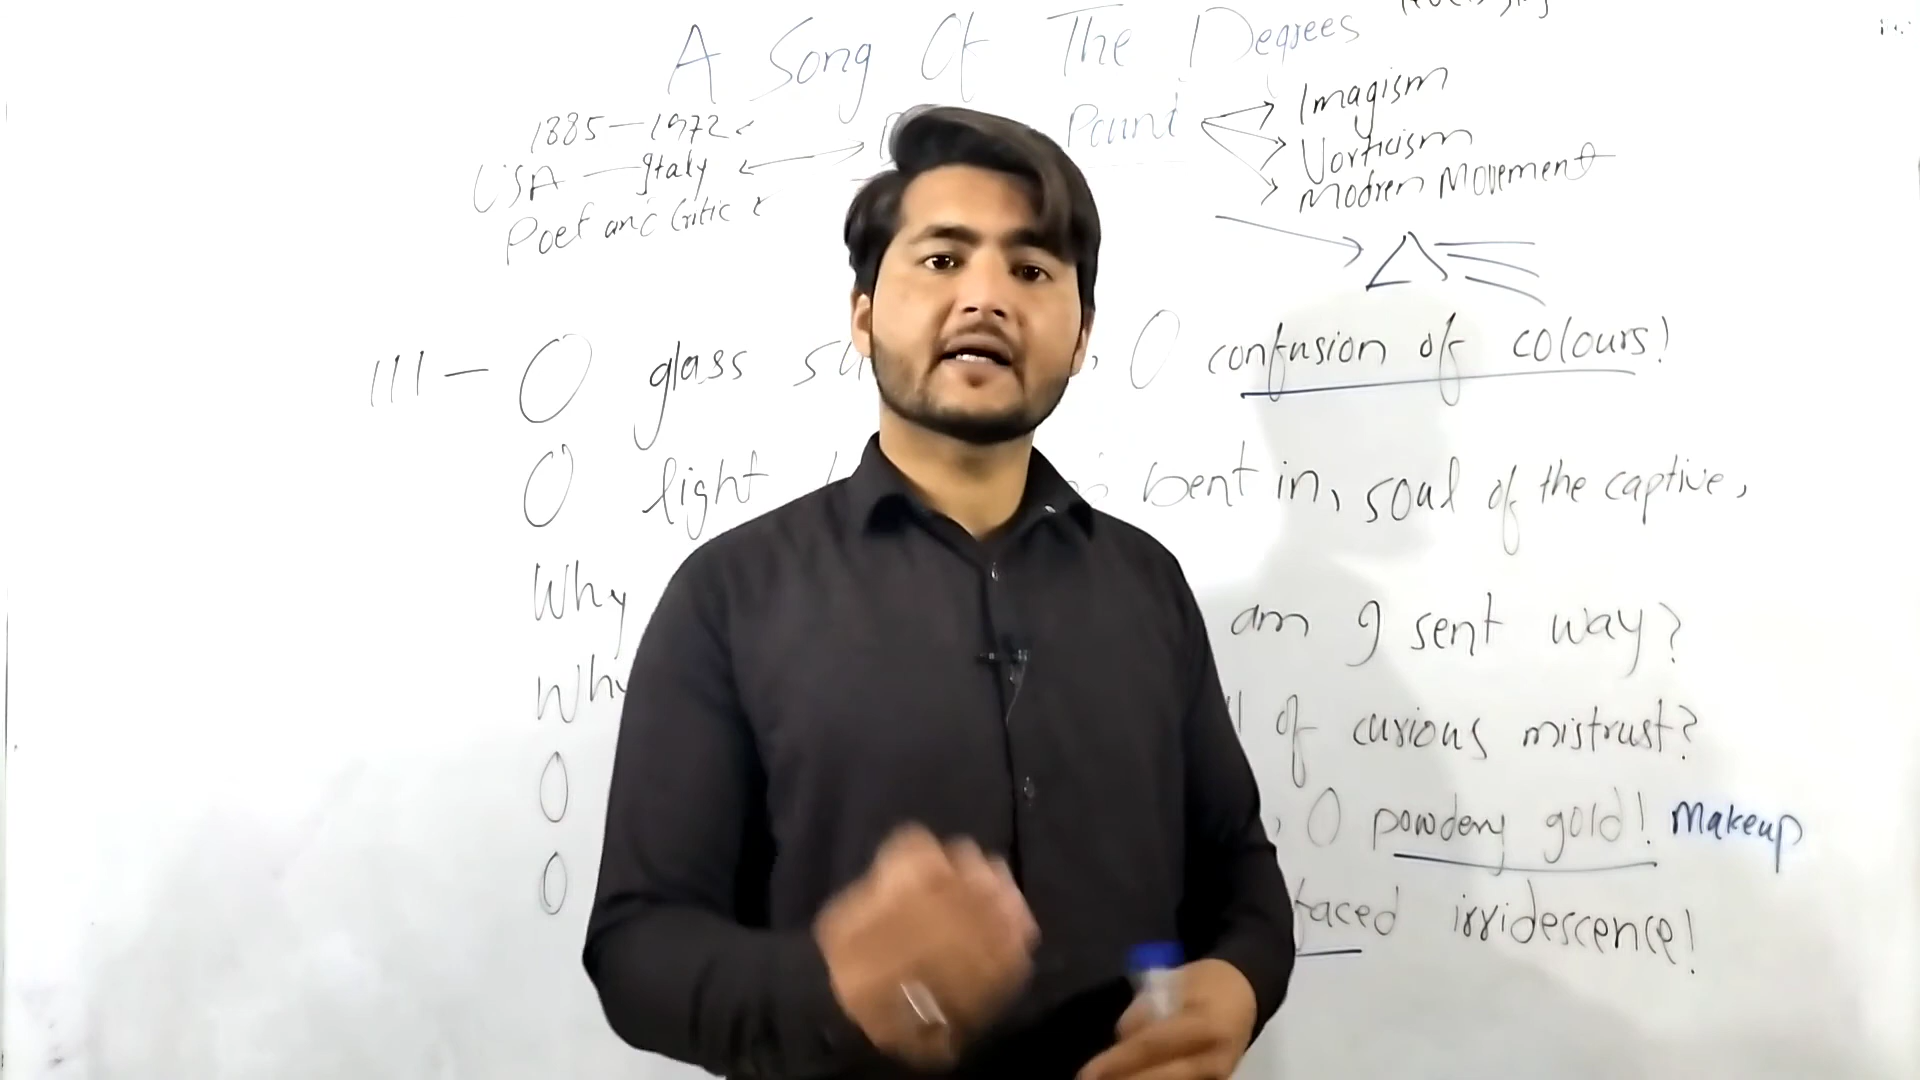 A Song Of The Degrees
1885-1972
Pound
Imagism
USA - Italy
Vorticism
Poet and Critic
Modren Movement
III - O glass su , O confusion of colours!
O light bent in, soul of the captive,
Why am I sent way?
Why of curious mistrust?
O , O powdery gold! Makeup
O faced irridescence!